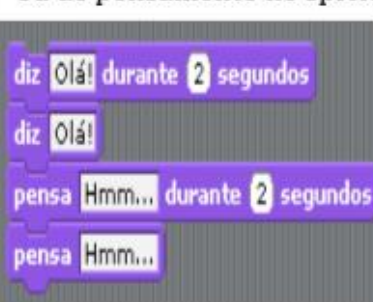 diz Olá! durante 2 segundos
diz Olá!
pensa Hmm... durante 2 segundos
pensa Hmm...